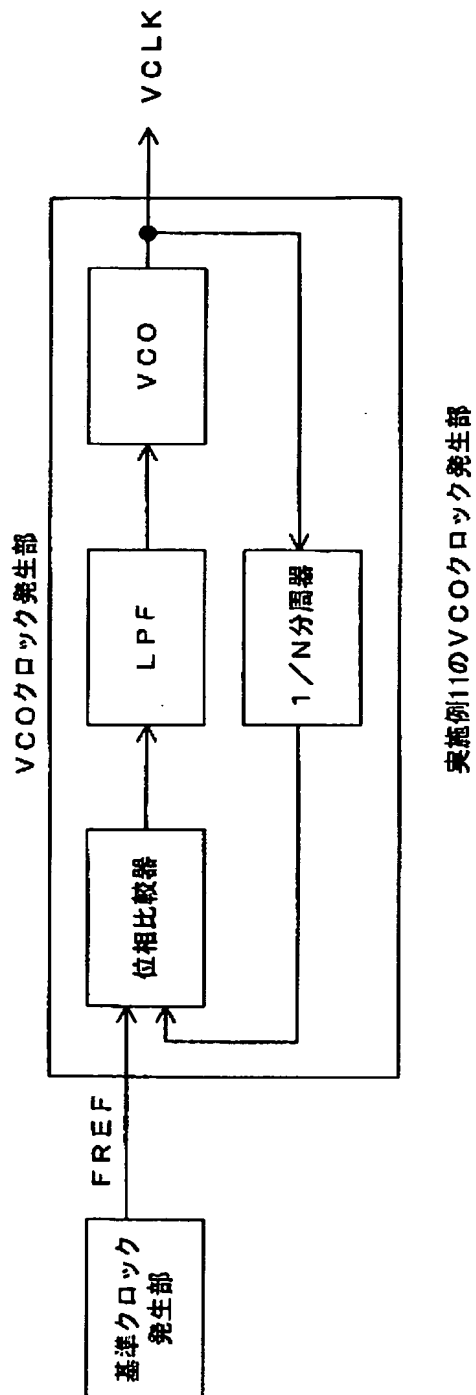 VCOクロック発生部
基準クロック
発生部
FREF
位相比較器
LPF
VCO
VCLK
1/N分周器
実施例11のVCOクロック発生部